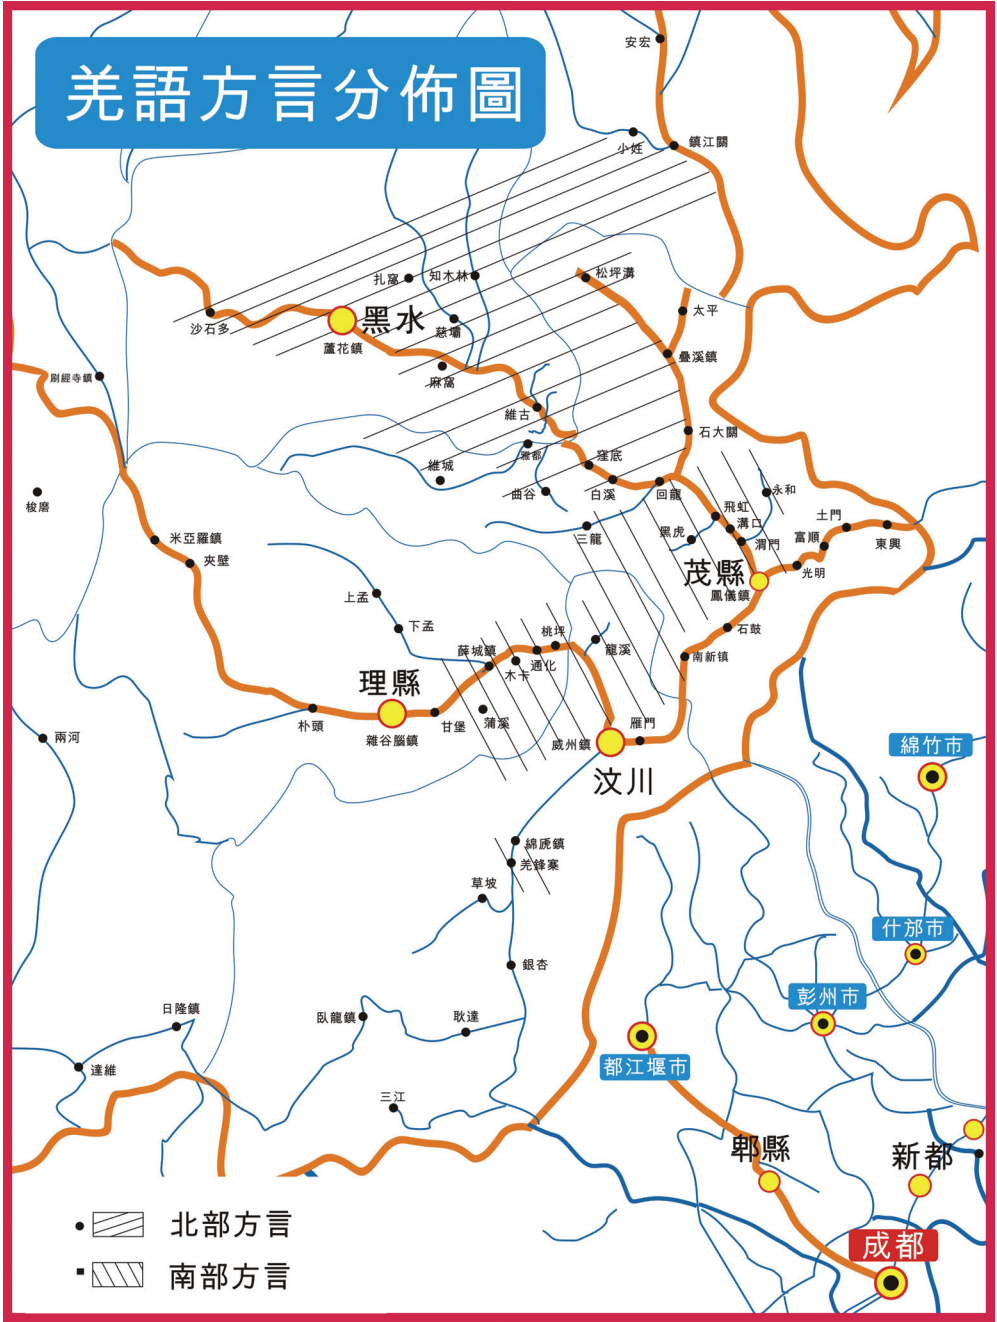 安宏
羌語方言分佈圖
小姓
鎮江關
扎窩
知木林
松坪溝
沙石多
黑水
慈壩
太平
蘆花鎮
疊溪鎮
刷經寺鎮
麻窩
維古
石大關
雅都
窪底
維城
梭磨
曲谷
白溪
回龍
永和
飛虹
土門
溝口
三龍
黑虎
渭門
富順
東興
米亞羅鎮
夾壁
茂縣
光明
上孟
鳳儀鎮
下孟
桃坪
石鼓
薛城鎮
通化
龍溪
南新镇
木卡
理縣
朴頭
甘堡
蒲溪
雁門
雜谷腦鎮
威州鎮
兩河
綿竹市
汶川
綿虒鎮
羌鋒寨
草坡
什邡市
銀杏
彭州市
日隆鎮
臥龍鎮
耿達
達維
都江堰市
三江
郫縣
新都
北部方言
成都
南部方言